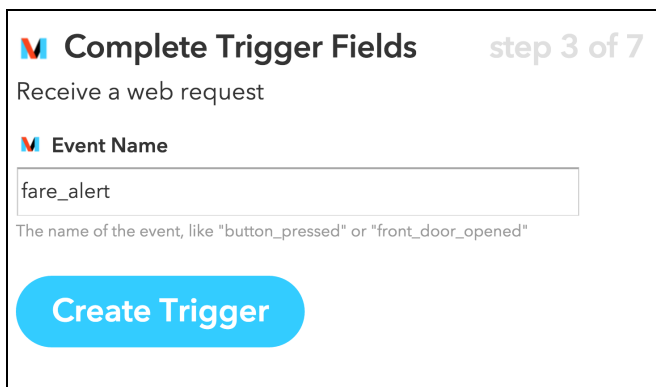 Complete Trigger Fields step 3 of 7
Receive a web request
Event Name
fare_alert
The name of the event, like "button_pressed" or "front_door_opened"
Create Trigger